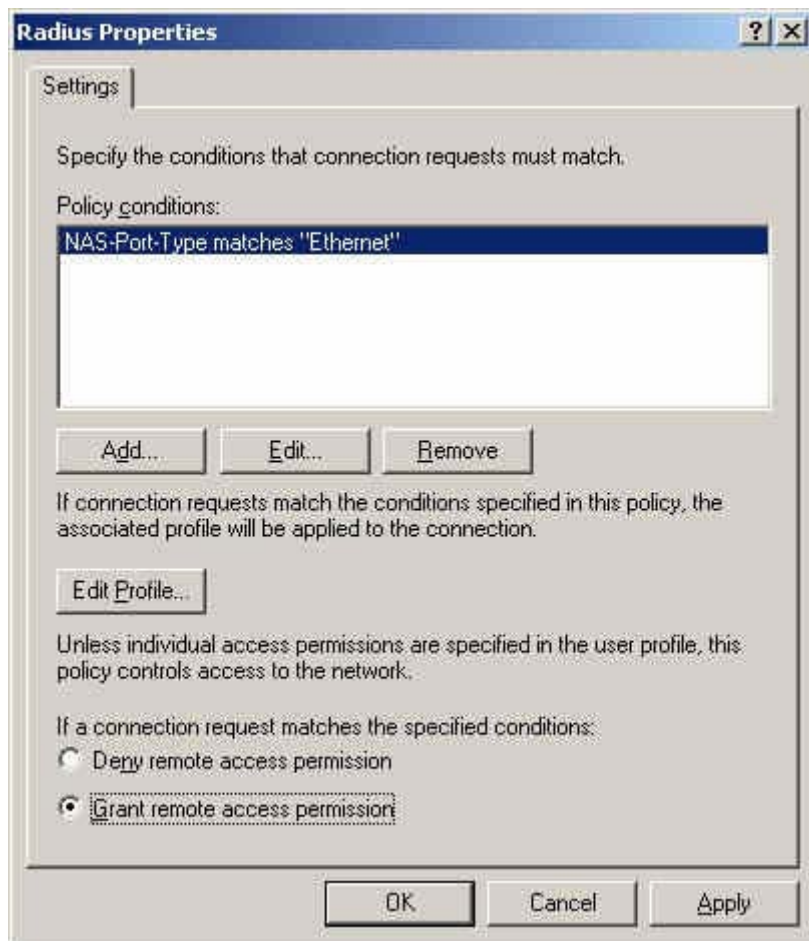 Radius Properties
Settings
Specify the conditions that connection requests must match.
Policy conditions:
NAS-Port-Type matches "Ethernet"
Add...
Edit...
Remove
If connection requests match the conditions specified in this policy, the
associated profile will be applied to the connection.
Edit Profile...
Unless individual access permissions are specified in the user profile, this
policy controls access to the network.
If a connection request matches the specified conditions:
Deny remote access permission
Grant remote access permission
OK
Cancel
Apply